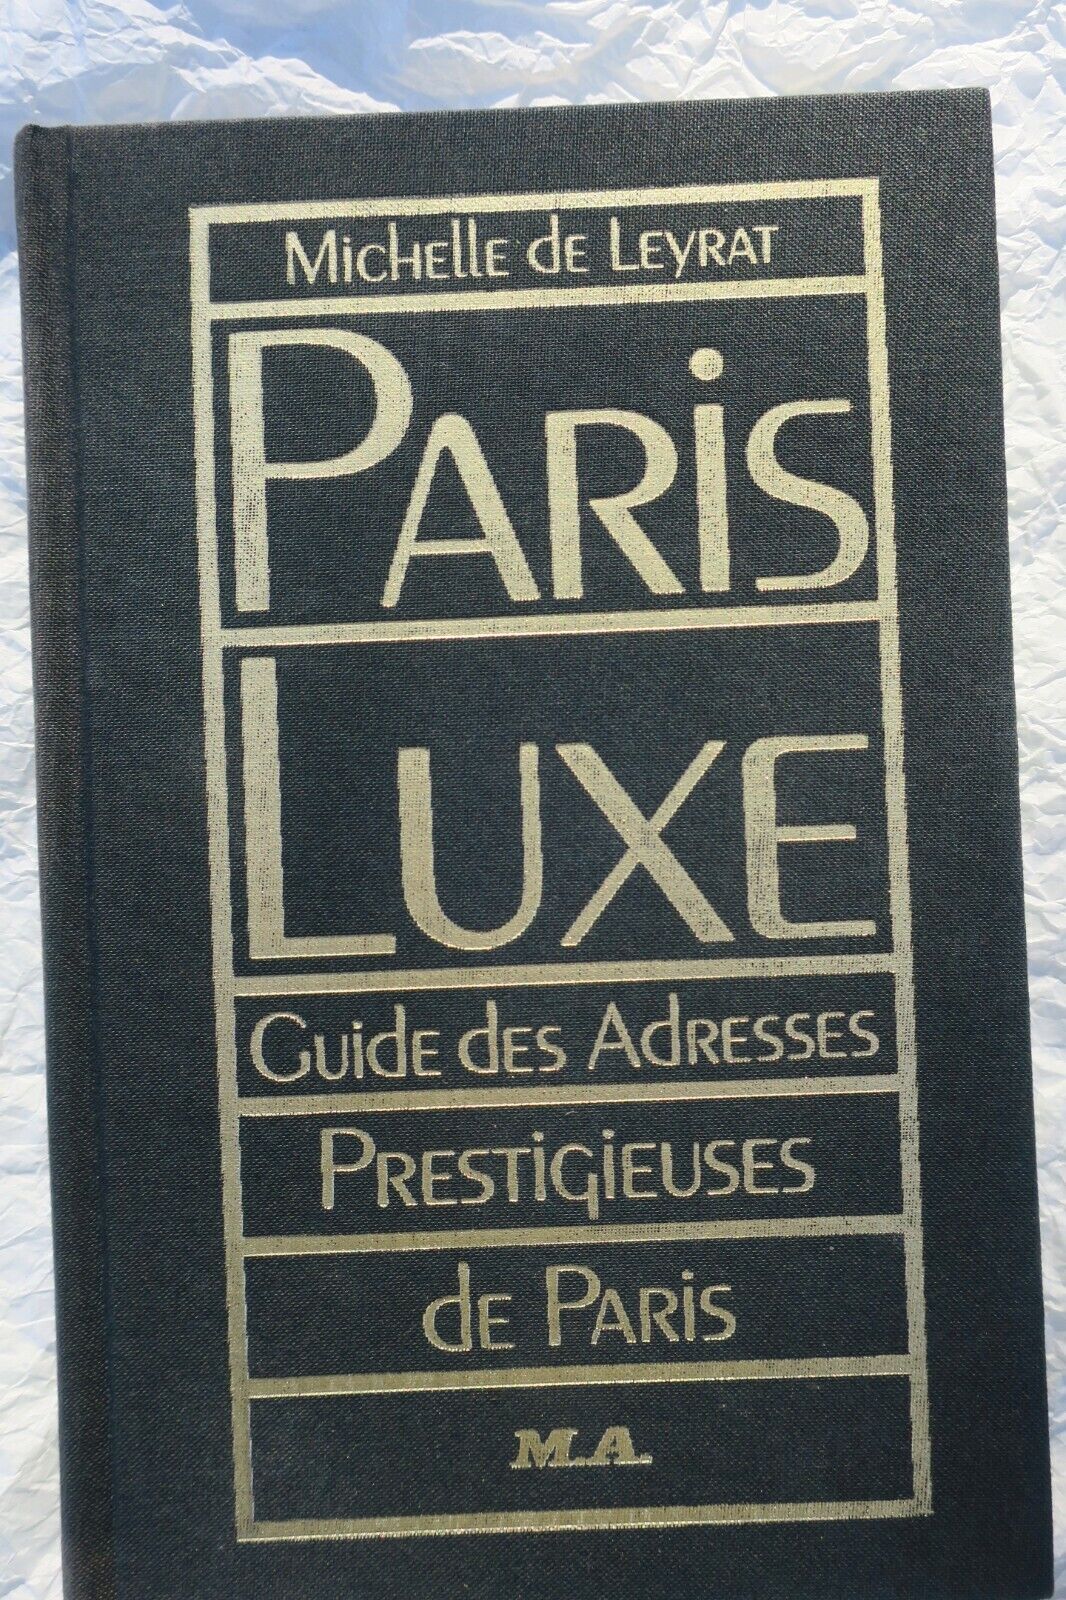 Michelle de Leyrat
Paris
Luxe
Guide des Adresses
Prestigieuses
de Paris
M.A.